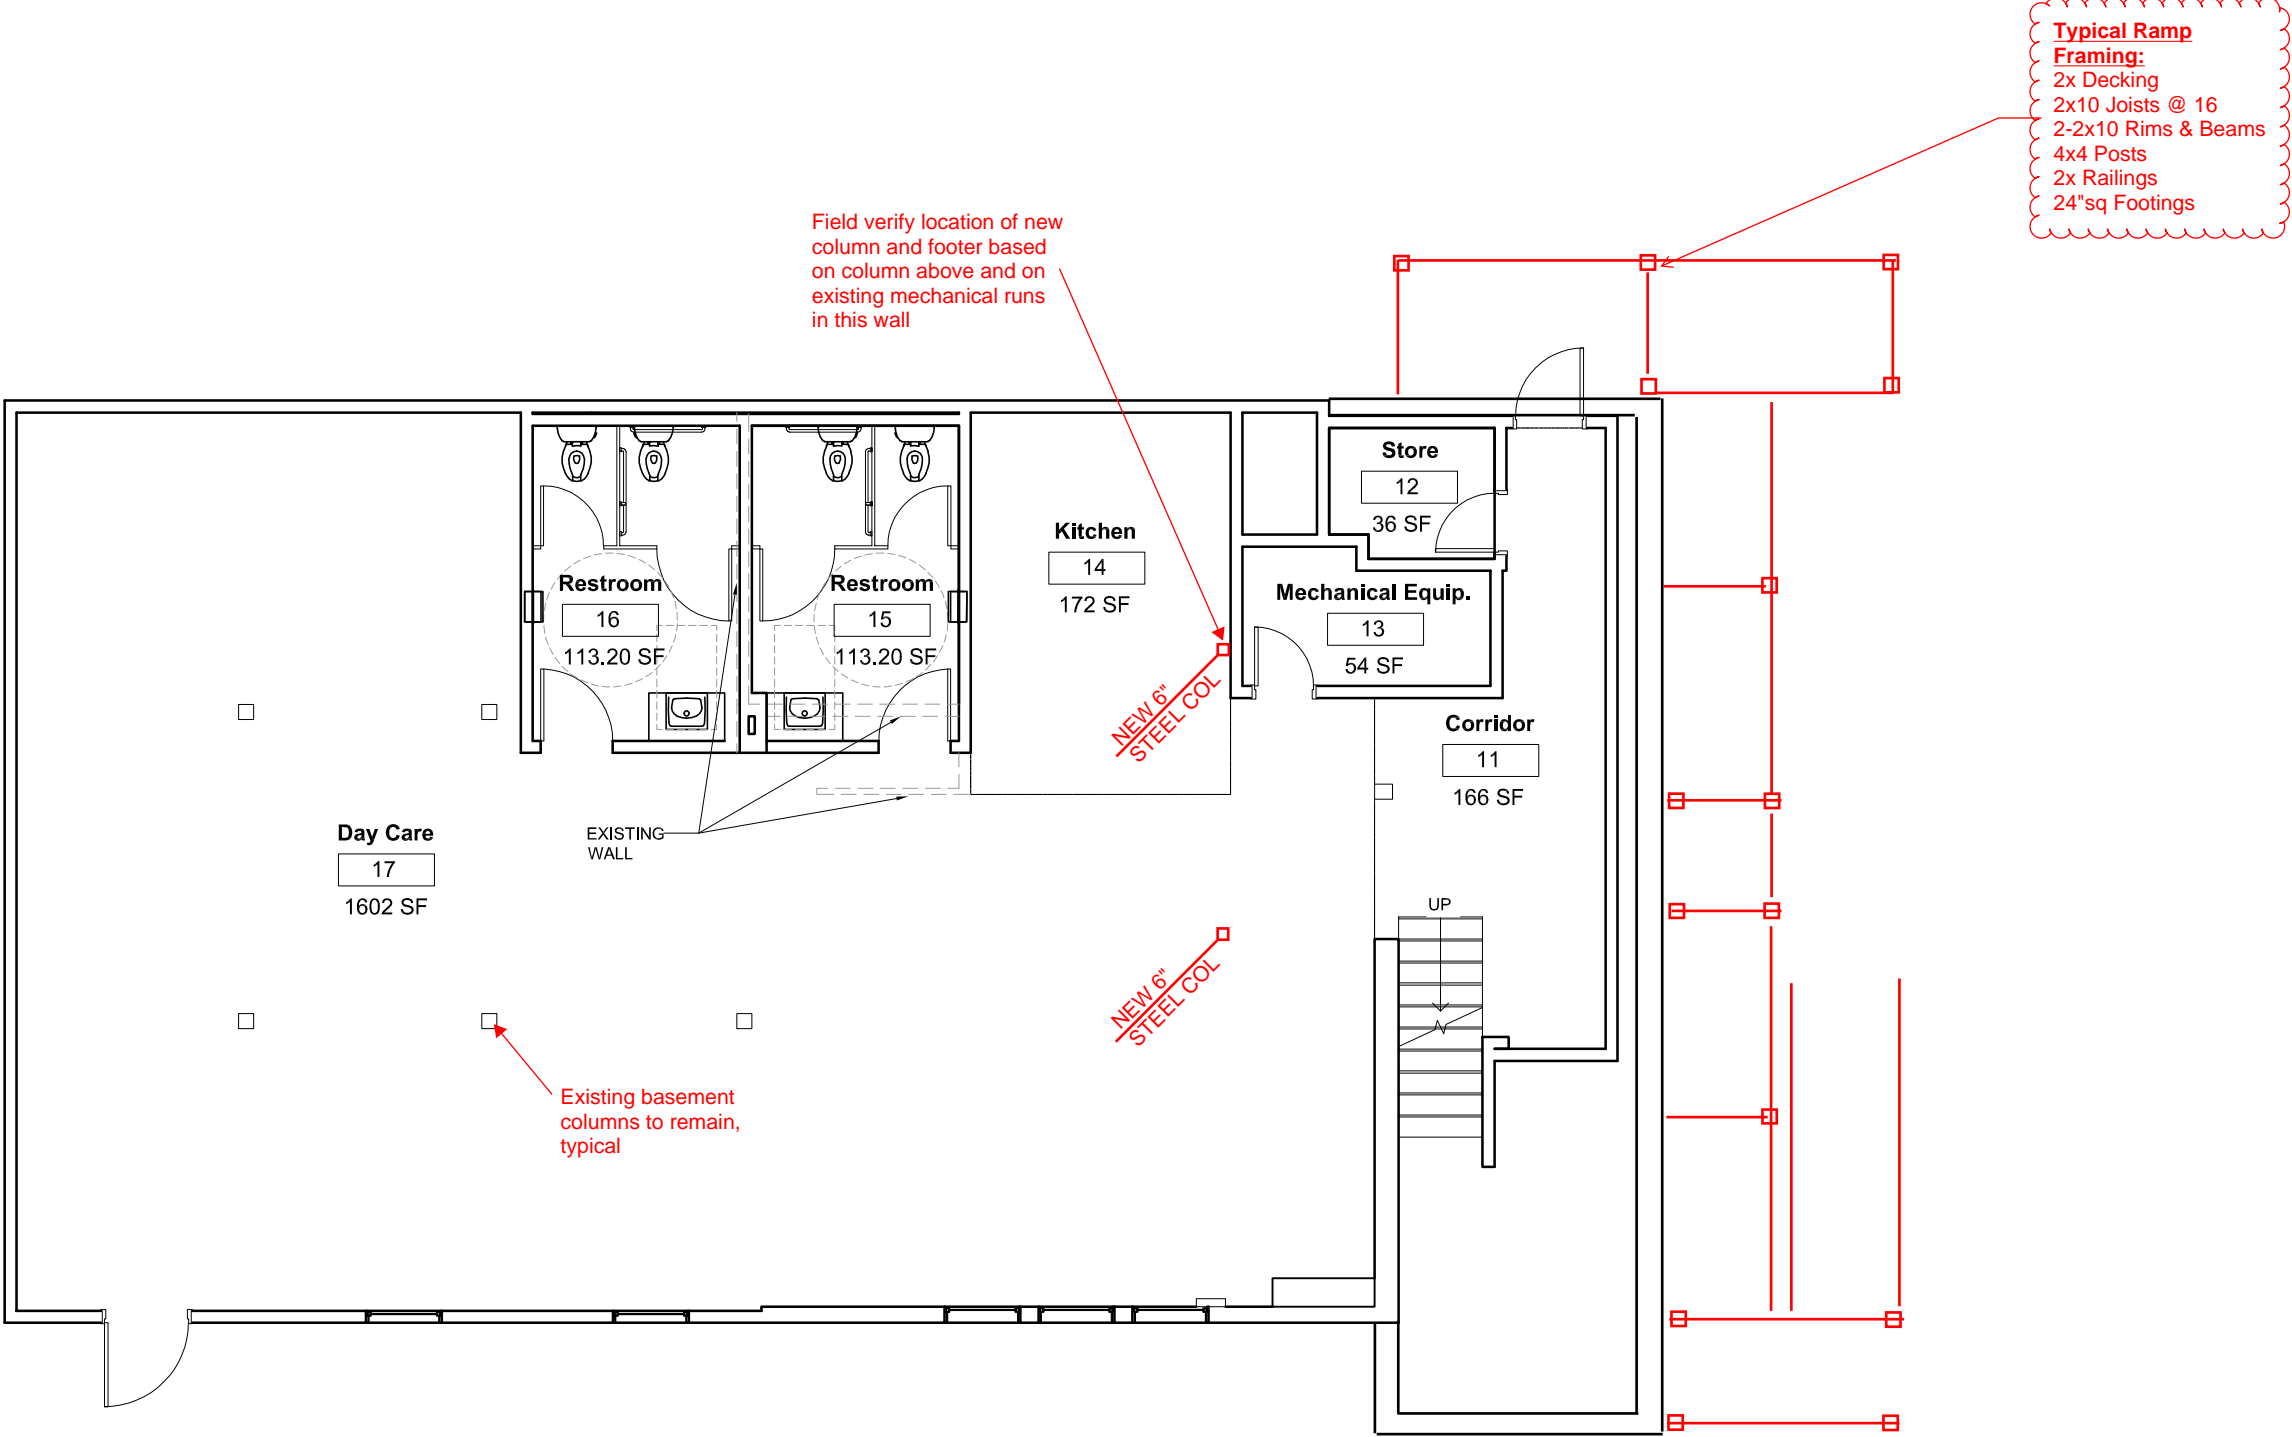 Typical Ramp
Framing:
2x Decking
2x10 Joists @ 16
2-2x10 Rims & Beams
4x4 Posts
2x Railings
24"sq Footings
Field verify location of new
column and footer based
on column above and on
existing mechanical runs
in this wall
Store
12
36 SF
Kitchen
14
172 SF
Restroom
16
113.20 SF
Restroom
15
113.20 SF
Mechanical Equip.
13
54 SF
NEW 6"
STEEL COL
Corridor
11
166 SF
EXISTING
WALL
Day Care
17
1602 SF
UP
NEW 6"
STEEL COL
Existing basement
columns to remain,
typical